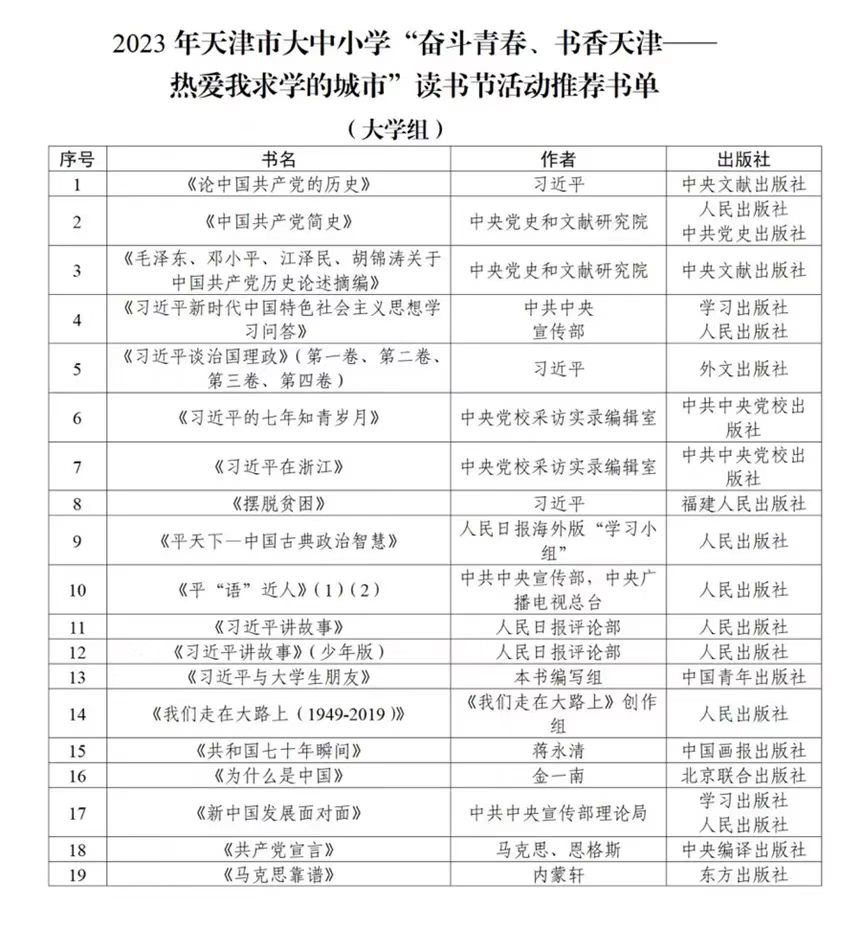 2023 年天津市大中小学“奋斗青春、书香天津——
热爱我求学的城市”读书节活动推荐书单
（大学组）
序号 书名 作者 出版社
1 《论中国共产党的历史》 习近平 中央文献出版社
2 《中国共产党简史》 中央党史和文献研究院 人民出版社
中共党史出版社
3 《毛泽东、邓小平、江泽民、胡锦涛关于
中国共产党历史论述摘编》 中央党史和文献研究院 中央文献出版社
4 《习近平新时代中国特色社会主义思想学
习问答》 中共中央
宣传部 学习出版社
人民出版社
5 《习近平谈治国理政》（第一卷、第二卷、
第三卷、第四卷） 习近平 外文出版社
6 《习近平的七年知青岁月》 中央党校采访实录编辑室 中共中央党校出
版社
7 《习近平在浙江》 中央党校采访实录编辑室 中共中央党校出
版社
8 《摆脱贫困》 习近平 福建人民出版社
9 《平天下—中国古典政治智慧》 人民日报海外版“学习小
组” 人民出版社
10 《平“语”近人》（1）（2） 中共中央宣传部，中央广
播电视总台 人民出版社
11 《习近平讲故事》 人民日报评论部 人民出版社
12 《习近平讲故事》（少年版） 人民日报评论部 人民出版社
13 《习近平与大学生朋友》 本书编写组 中国青年出版社
14 《我们走在大路上（1949-2019）》 《我们走在大路上》创作
组 人民出版社
15 《共和国七十年瞬间》 蒋永清 中国画报出版社
16 《为什么是中国》 金一南 北京联合出版社
17 《新中国发展面对面》 中共中央宣传部理论局 学习出版社
人民出版社
18 《共产党宣言》 马克思、恩格斯 中央编译出版社
19 《马克思靠谱》 内蒙轩 东方出版社